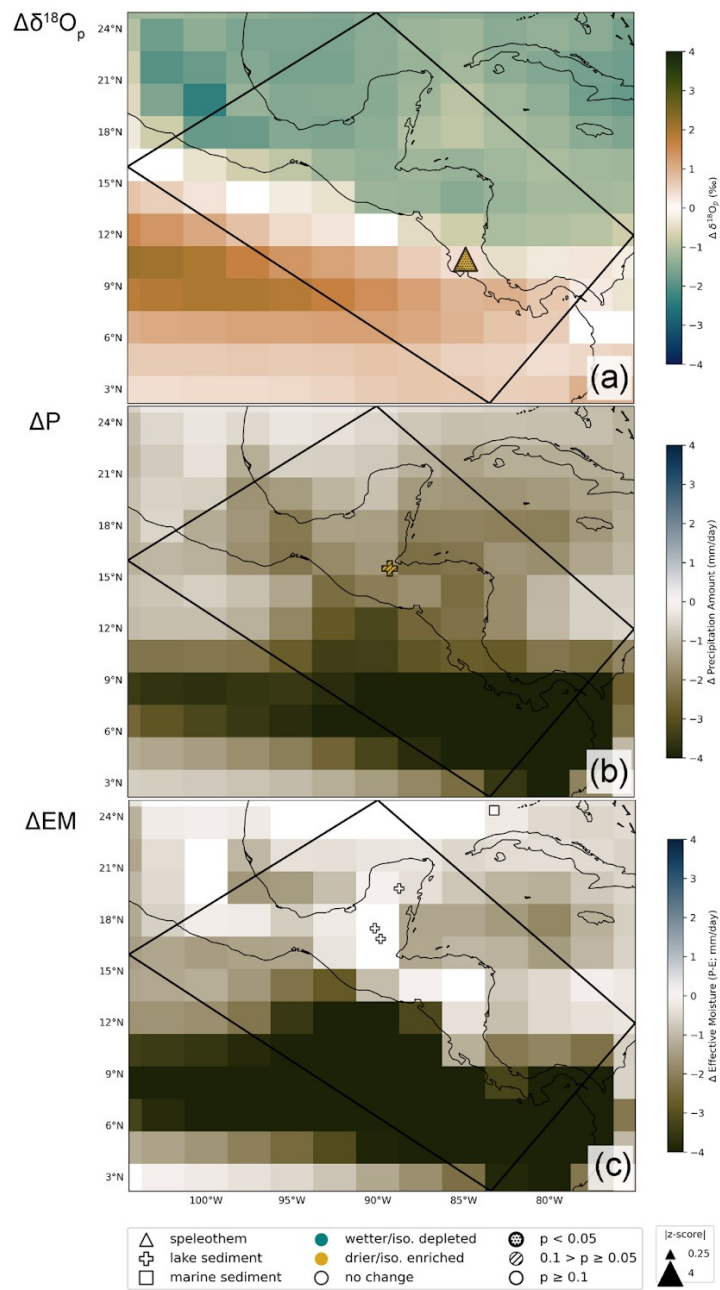 Δδ¹⁸Oₚ
24°N
21°N
18°N
15°N
12°N
9°N
6°N
3°N
(a)
4
3
2
1
0
−1
−2
−3
−4
Δ δ¹⁸Oₚ (‰)
ΔP
24°N
21°N
18°N
15°N
12°N
9°N
6°N
3°N
(b)
4
3
2
1
0
−1
−2
−3
−4
Δ Precipitation Amount (mm/day)
ΔEM
24°N
21°N
18°N
15°N
12°N
9°N
6°N
3°N
(c)
4
3
2
1
0
−1
−2
−3
−4
Δ Effective Moisture (P-E; mm/day)
100°W 95°W 90°W 85°W 80°W
speleothem wetter/iso. depleted p < 0.05
lake sediment drier/iso. enriched 0.1 > p ≥ 0.05
marine sediment no change p ≥ 0.1
|z-score|
0.25
4